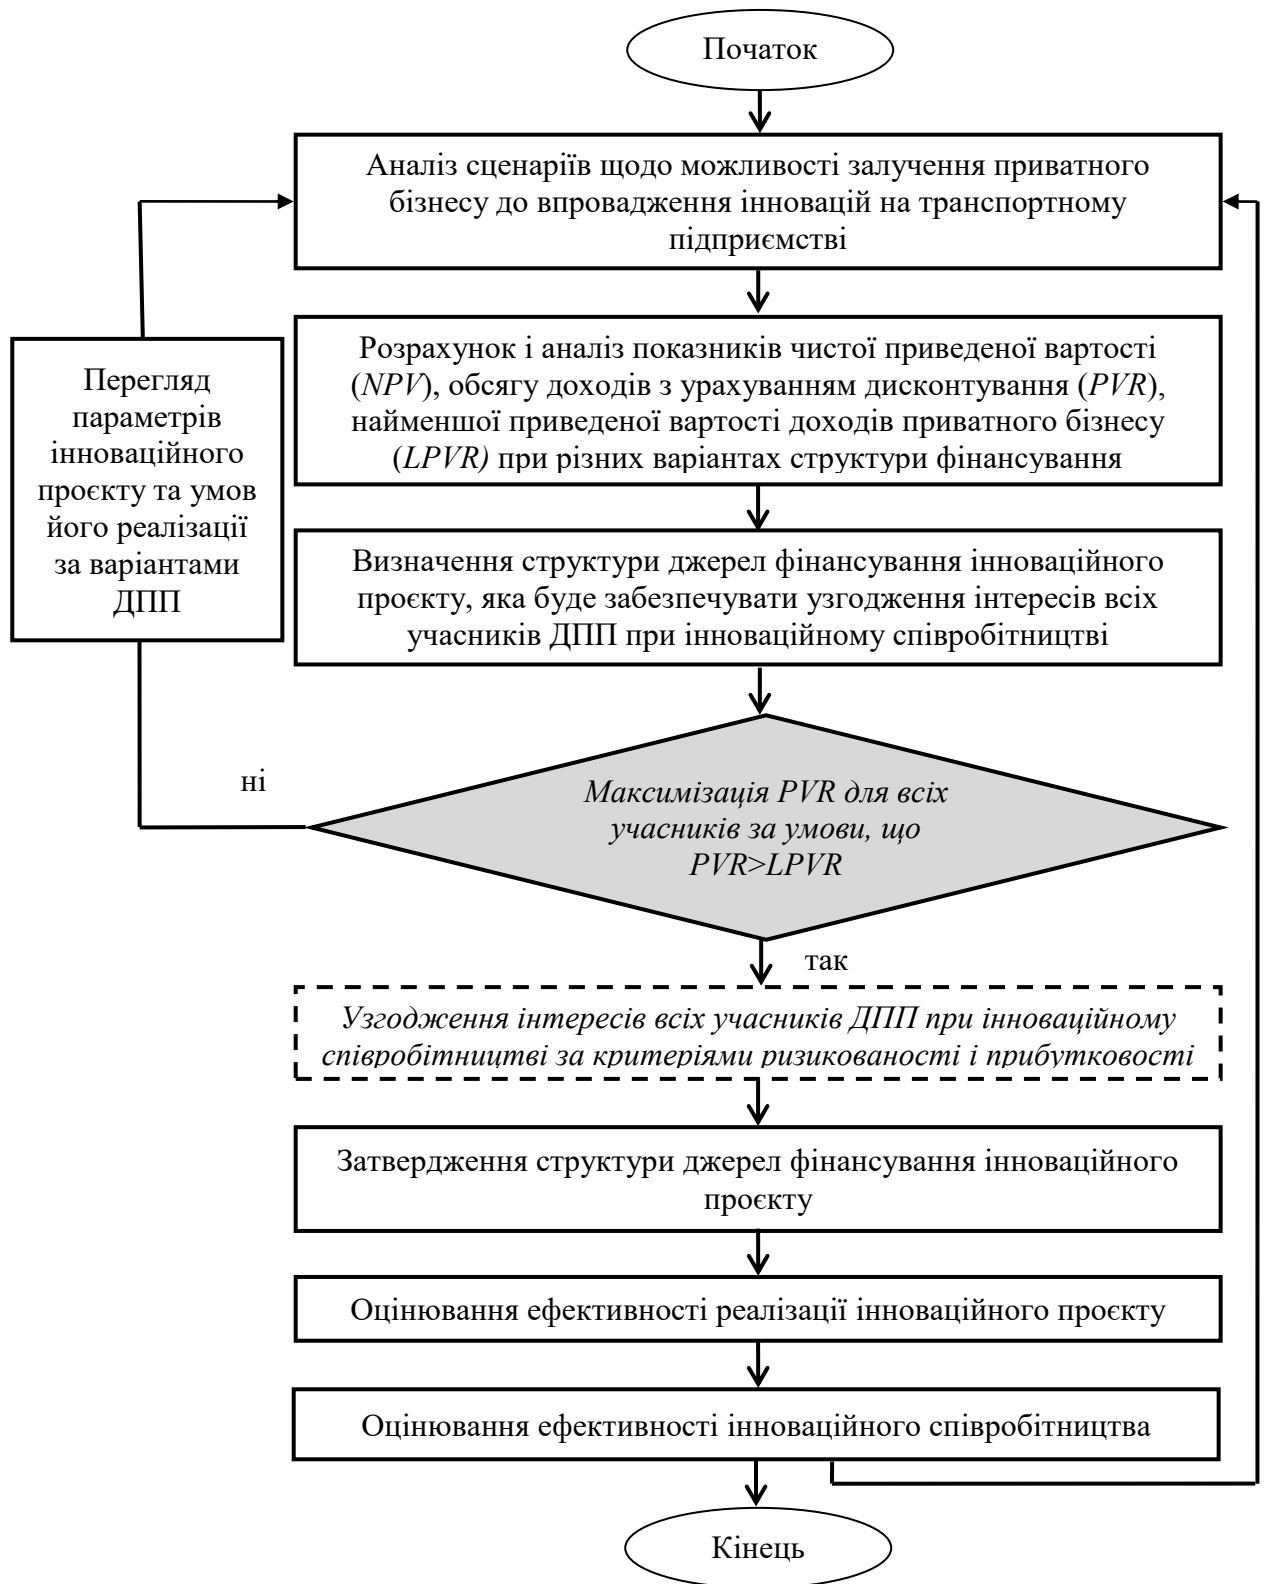 Початок
Аналіз сценаріїв щодо можливості залучення приватного
бізнесу до впровадження інновацій на транспортному
підприємстві
Розрахунок і аналіз показників чистої приведеної вартості
(NPV), обсягу доходів з урахуванням дисконтування (PVR),
найменшої приведеної вартості доходів приватного бізнесу
(LPVR) при різних варіантах структури фінансування
Перегляд
параметрів
інноваційного
проєкту та умов
його реалізації
за варіантами
ДПП
Визначення структури джерел фінансування інноваційного
проєкту, яка буде забезпечувати узгодження інтересів всіх
учасників ДПП при інноваційному співробітництві
ні
Максимізація PVR для всіх
учасників за умови, що
PVR>LPVR
так
Узгодження інтересів всіх учасників ДПП при інноваційному
співробітництві за критеріями ризикованості і прибутковості
Затвердження структури джерел фінансування інноваційного
проєкту
Оцінювання ефективності реалізації інноваційного проєкту
Оцінювання ефективності інноваційного співробітництва
Кінець